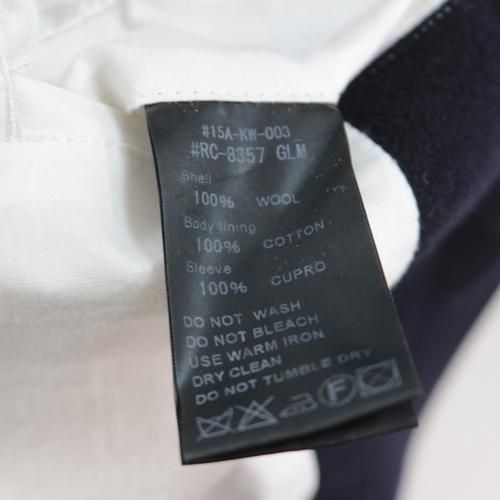 #15A-KW-003
#RC-8357 GLM
Shell
100% WOOL
Body lining
100% COTTON
Sleeve
100% CUPRO
DO NOT WASH
DO NOT BLEACH
USE WARM IRON
DRY CLEAN
DO NOT TUMBLE DRY
F